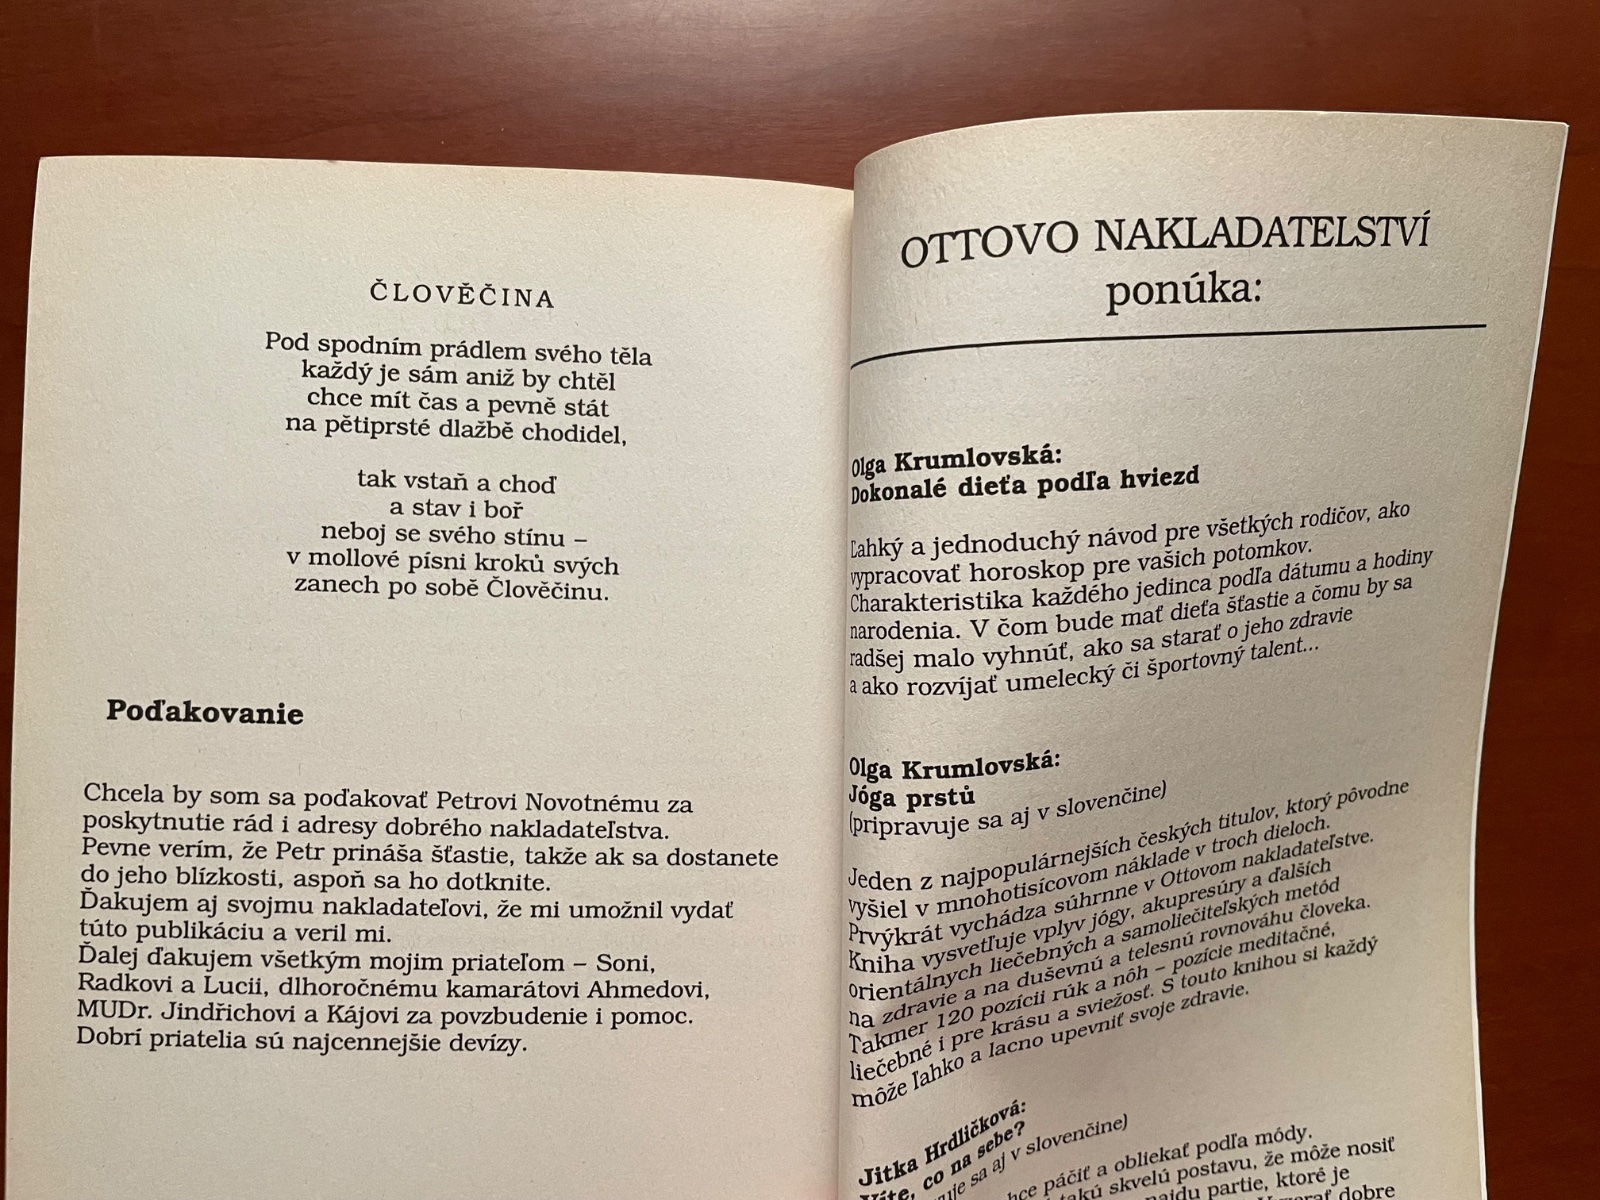 ČLOVĚČINA
Pod spodním prádlem svého těla
každý je sám aniž by chtěl
chce mít čas a pevně stát
na pětiprsté dlažbě chodidel,
tak vstaň a choď
a stav i boř
neboj se svého stínu –
v mollové písni kroků svých
zanech po sobě Člověčinu.
Poďakovanie
Chcela by som sa poďakovať Petrovi Novotnému za
poskytnutie rád i adresy dobrého nakladateľstva.
Pevne verím, že Petr prináša šťastie, takže ak sa dostanete
do jeho blízkosti, aspoň sa ho dotknite.
Ďakujem aj svojmu nakladateľovi, že mi umožnil vydať
túto publikáciu a veril mi.
Ďalej ďakujem všetkým mojim priateľom – Soni,
Radkovi a Lucii, dlhoročnému kamarátovi Ahmedovi,
MUDr. Jindřichovi a Kájovi za povzbudenie i pomoc.
Dobrí priatelia sú najcennejšie devízy.
OTTOVO NAKLADATELSTVÍ
ponúka:
Olga Krumlovská:
Dokonalé dieťa podľa hviezd
Ľahký a jednoduchý návod pre všetkých rodičov, ako
vypracovať horoskop pre vašich potomkov.
Charakteristika každého jedinca podľa dátumu a hodiny
narodenia. V čom bude mať dieťa šťastie a čomu by sa
radšej malo vyhnúť, ako sa starať o jeho zdravie
a ako rozvíjať umelecký či športovný talent...
Olga Krumlovská:
Jóga prstů
(pripravuje sa aj v slovenčine)
Jeden z najpopulárnejších českých titulov, ktorý pôvodne
vyšiel v mnohotisícovom náklade v troch dieloch.
Prvýkrát vychádza súhrnne v Ottovom nakladateľstve.
Kniha vysvetľuje vplyv jógy, akupresúry a ďalších
orientálnych liečebných a samoliečiteľských metód
na zdravie a na duševnú a telesnú rovnováhu človeka.
Takmer 120 pozícii rúk a nôh – pozície meditačné,
liečebné i pre krásu a sviežosť. S touto knihou si každý
môže ľahko a lacno upevniť svoje zdravie.
Jitka Hrdličková:
Víte, co na sebe?
sa aj v slovenčine)
páčiť a obliekať podľa módy.
takú skvelú postavu, že môže nosiť
partie, ktoré je
dobre